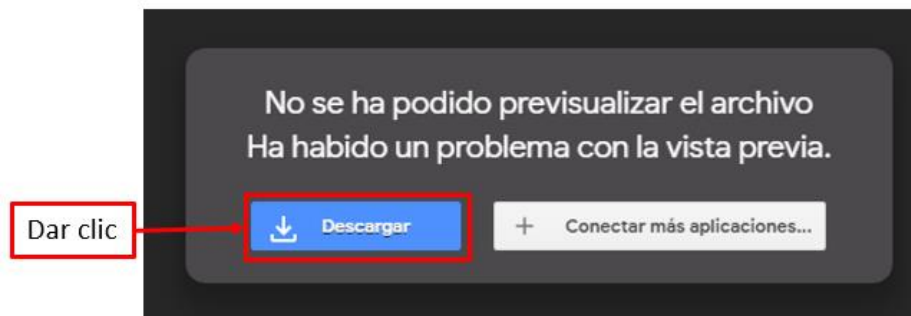 No se ha podido previsualizar el archivo
Ha habido un problema con la vista previa.
Dar clic
Descargar
+ Conectar más aplicaciones...